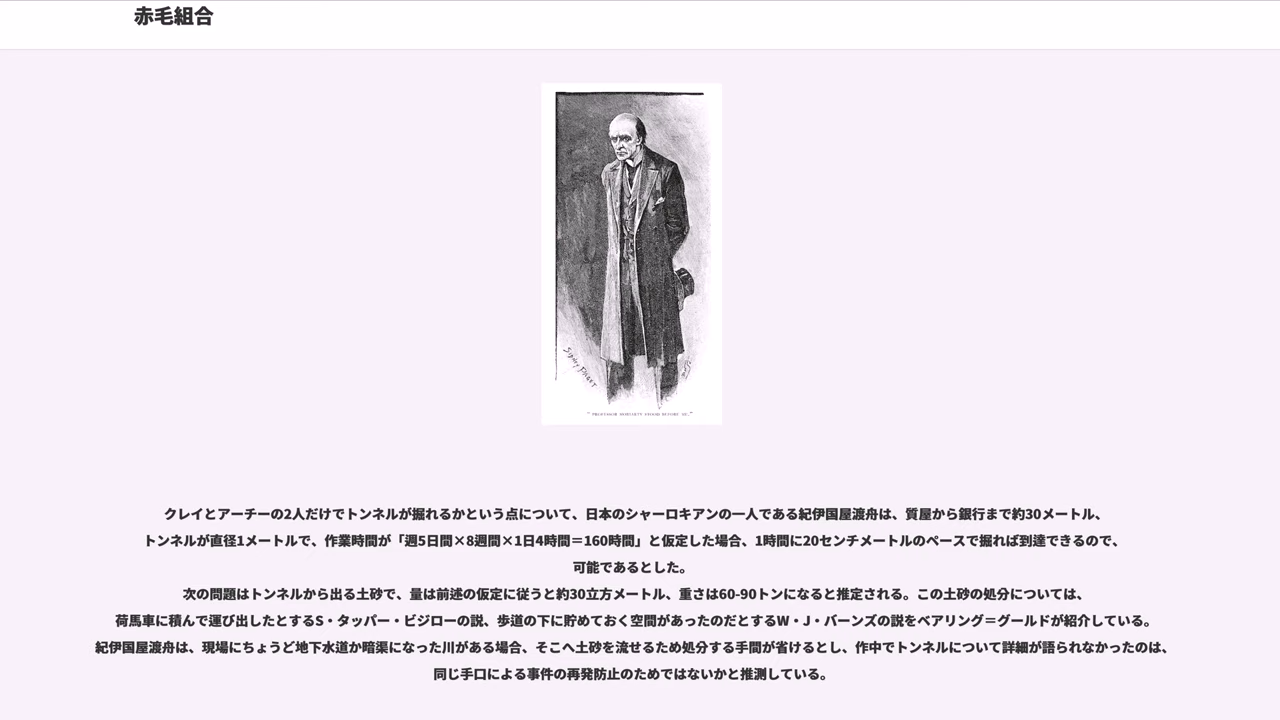 赤毛組合
Sidney Paget
"PROFESSOR MORIARTY STOOD BEFORE ME."
クレイとアーチーの2人だけでトンネルが掘れるかという点について、日本のシャーロキアンの一人である紀伊国屋渡舟は、質屋から銀行まで約30メートル、
トンネルが直径1メートルで、作業時間が「週5日間×8週間×1日4時間＝160時間」と仮定した場合、1時間に20センチメートルのペースで掘れば到達できるので、
可能であるとした。
次の問題はトンネルから出る土砂で、量は前述の仮定に従うと約30立方メートル、重さは60-90トンになると推定される。この土砂の処分については、
荷馬車に積んで運び出したとするS・タッパー・ビジローの説、歩道の下に貯めておく空間があったのだとするW・J・バーンズの説をベアリング＝グールドが紹介している。
紀伊国屋渡舟は、現場にちょうど地下水道か暗渠になった川がある場合、そこへ土砂を流せるため処分する手間が省けるとし、作中でトンネルについて詳細が語られなかったのは、
同じ手口による事件の再発防止のためではないかと推測している。